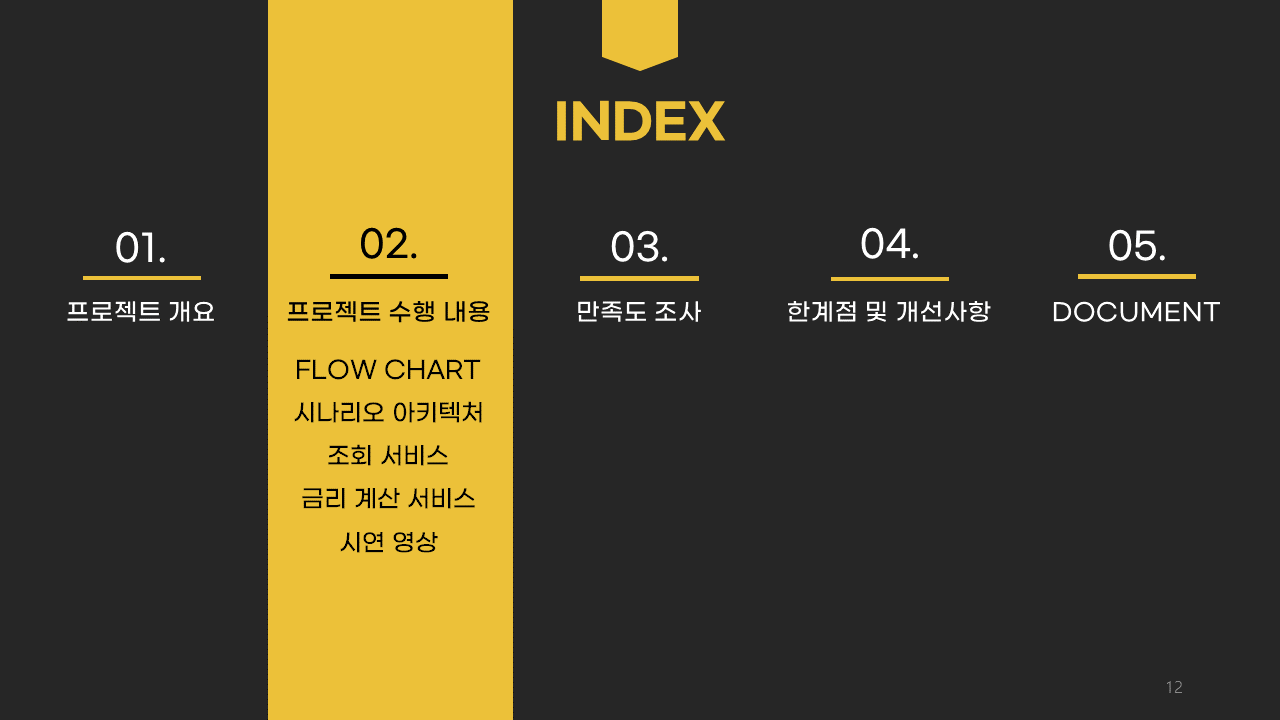 INDEX
01.
프로젝트 개요
02.
프로젝트 수행 내용
FLOW CHART
시나리오 아키텍처
조회 서비스
금리 계산 서비스
시연 영상
03.
만족도 조사
04.
한계점 및 개선사항
05.
DOCUMENT
12